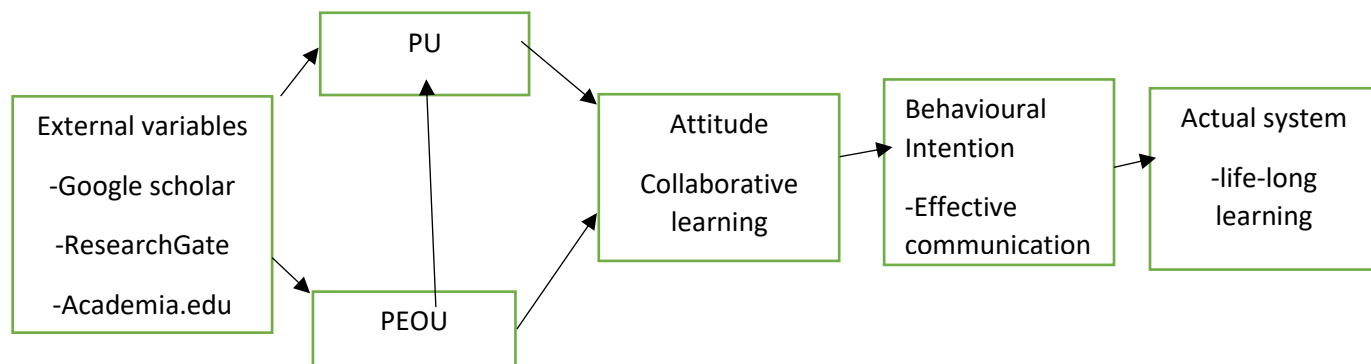 External variables
-Google scholar
-ResearchGate
-Academia.edu
PU
PEOU
Attitude
Collaborative
learning
Behavioural
Intention
-Effective
communication
Actual system
-life-long
learning